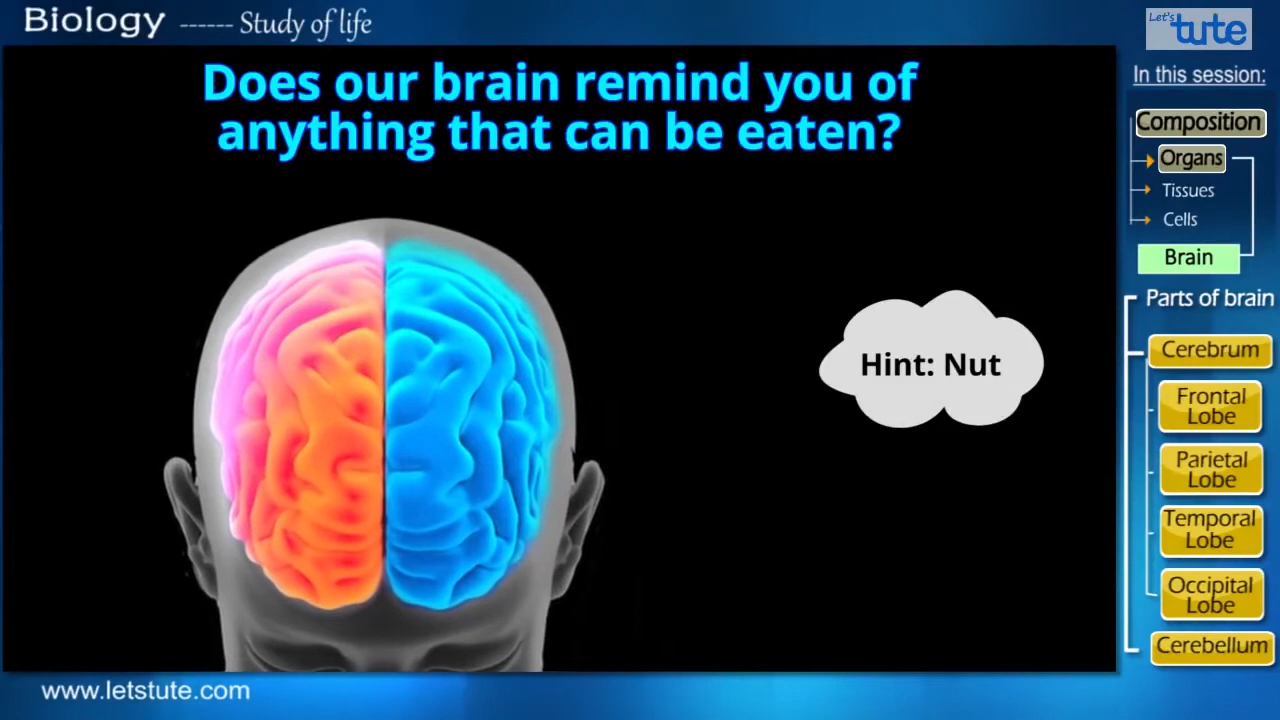 Biology ------ Study of life
Let's tute
Does our brain remind you of
anything that can be eaten?
Hint: Nut
In this session:
Composition
Organs
Tissues
Cells
Brain
Parts of brain
Cerebrum
Frontal
Lobe
Parietal
Lobe
Temporal
Lobe
Occipital
Lobe
Cerebellum
www.letstute.com